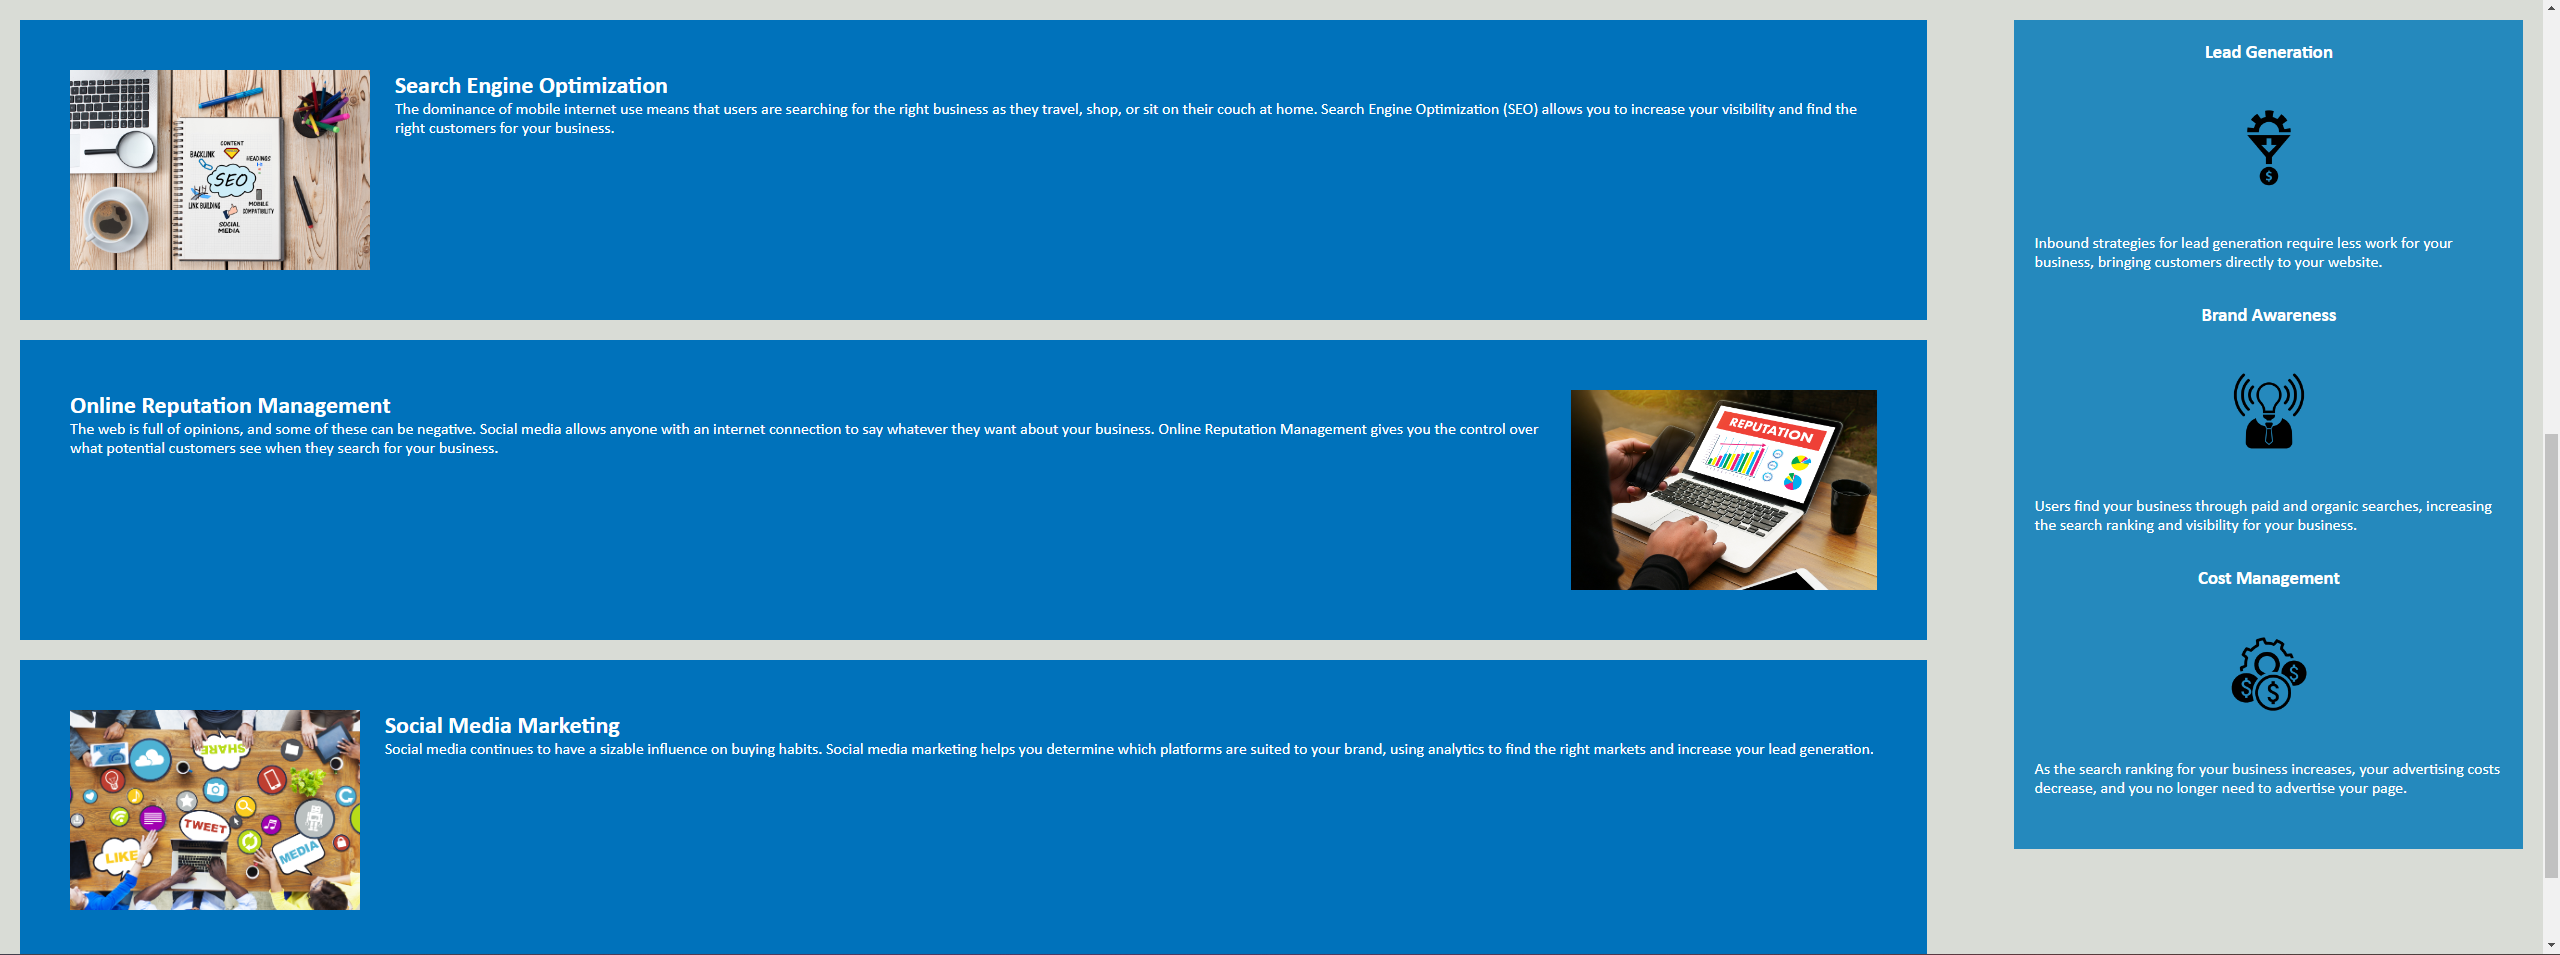 Search Engine Optimization
The dominance of mobile internet use means that users are searching for the right business as they travel, shop, or sit on their couch at home. Search Engine Optimization (SEO) allows you to increase your visibility and find the
right customers for your business.
CONTENT
BACKLINK
HEADINGS
SEO
LINK BUILDING
MOBILE
COMPATIBILITY
SOCIAL
MEDIA
Online Reputation Management
The web is full of opinions, and some of these can be negative. Social media allows anyone with an internet connection to say whatever they want about your business. Online Reputation Management gives you the control over
what potential customers see when they search for your business.
REPUTATION
Social Media Marketing
Social media continues to have a sizable influence on buying habits. Social media marketing helps you determine which platforms are suited to your brand, using analytics to find the right markets and increase your lead generation.
SHARE
TWEET
LIKE
MEDIA
Lead Generation
$
Inbound strategies for lead generation require less work for your
business, bringing customers directly to your website.
Brand Awareness
Users find your business through paid and organic searches, increasing
the search ranking and visibility for your business.
Cost Management
$ $ $
As the search ranking for your business increases, your advertising costs
decrease, and you no longer need to advertise your page.